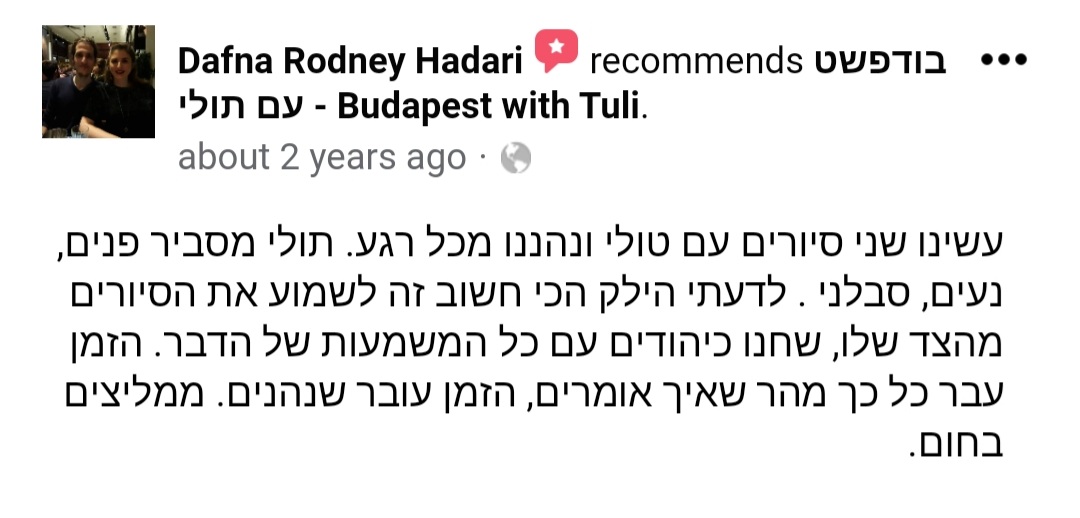 Dafna Rodney Hadari recommends בודפשט
עם תולי - Budapest with Tuli.
about 2 years ago ·
עשינו שני סיורים עם טולי ונהננו מכל רגע. תולי מסביר פנים,
נעים, סבלני . לדעתי הילק הכי חשוב זה לשמוע את הסיורים
מהצד שלו, שחנו כיהודים עם כל המשמעות של הדבר. הזמן
עבר כל כך מהר שאיך אומרים, הזמן עובר שנהנים. ממליצים
בחום.